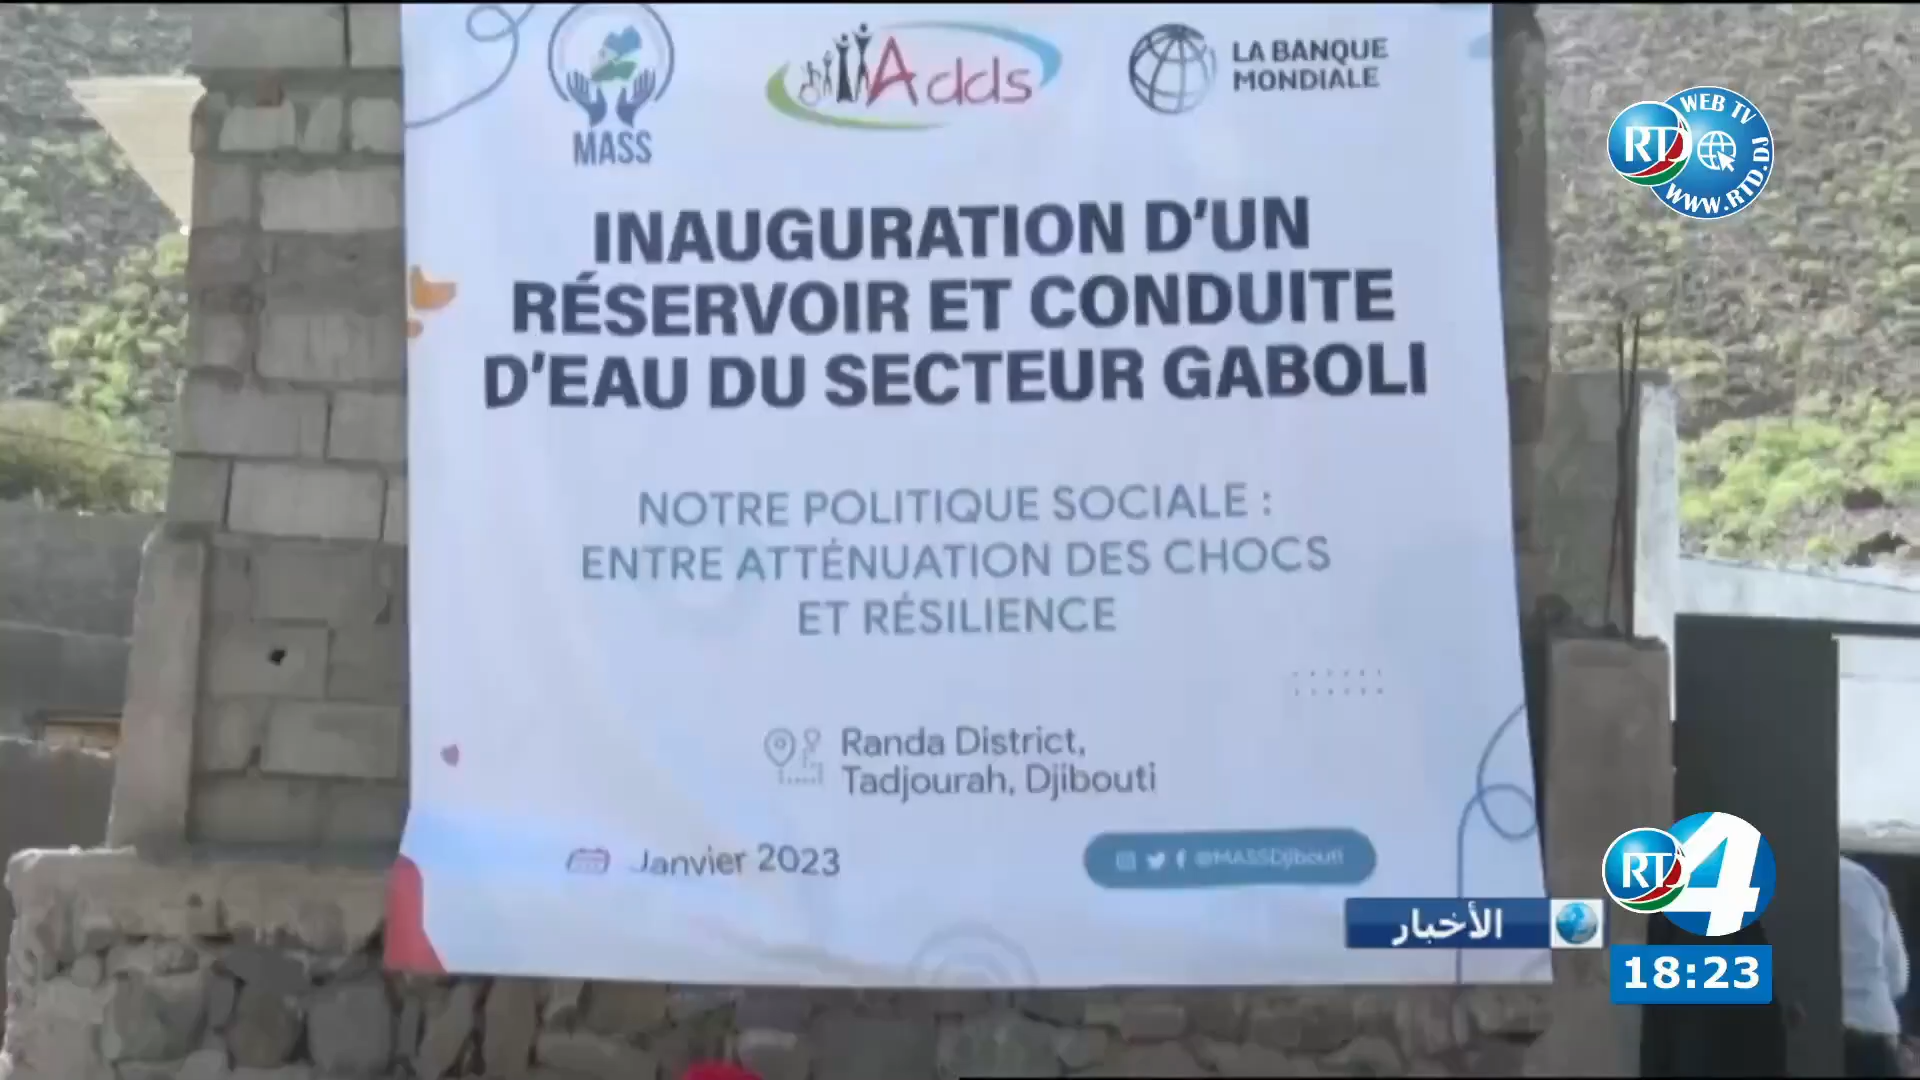 MASS
Adds
LA BANQUE
MONDIALE
INAUGURATION D'UN
RÉSERVOIR ET CONDUITE
D'EAU DU SECTEUR GABOLI
NOTRE POLITIQUE SOCIALE :
ENTRE ATTÉNUATION DES CHOCS
ET RÉSILIENCE
Randa District,
Tadjourah, Djibouti
Janvier 2023
@MASSDjibouti
RTD
WEB TV
WWW.RTD.DJ
RTD 4
الأخبار
18:23